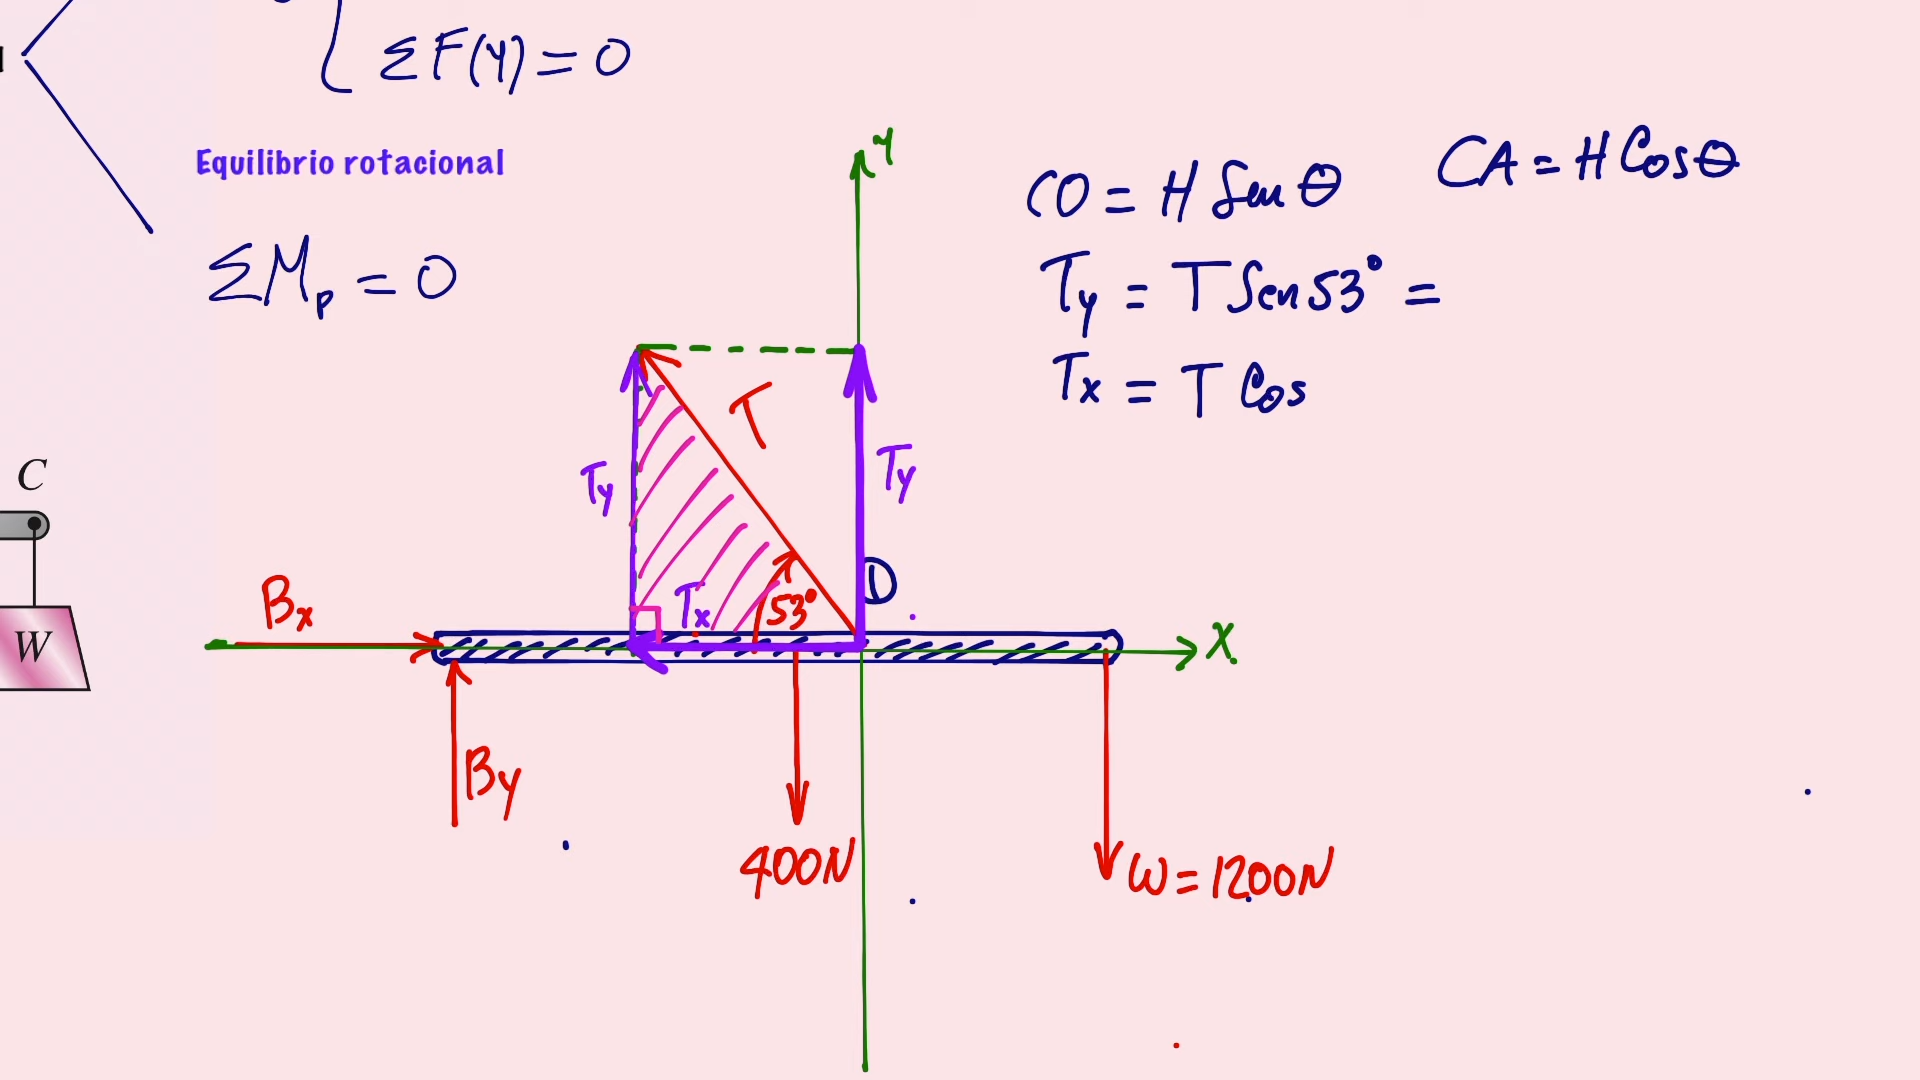 ΣF(y)=0
Equilibrio rotacional
ΣMp = 0
y
CO = H Sen θ
CA = H Cos θ
Ty = T Sen 53° =
Tx = T Cos
T
Ty
Ty
C
D
Tx
53°
Bx
W
X
By
400N
W = 1200N